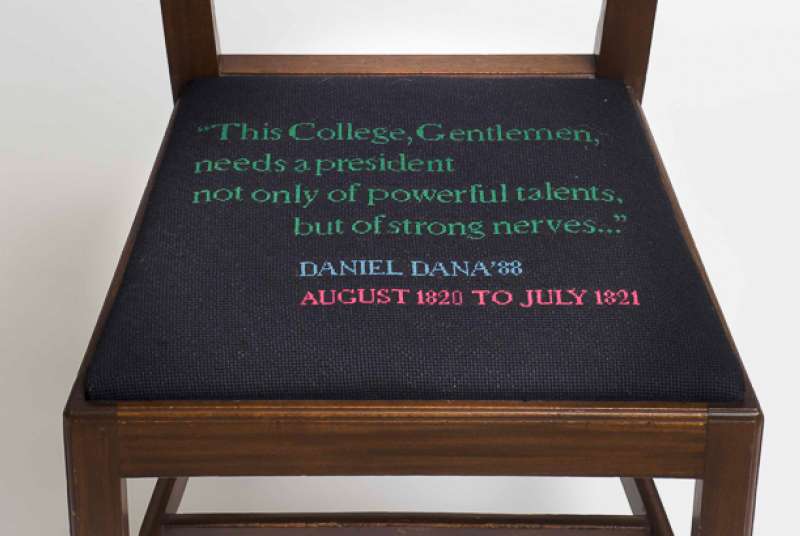 “This College, Gentlemen,
needs a president
not only of powerful talents,
but of strong nerves...”
DANIEL DANA '88
AUGUST 1820 TO JULY 1821